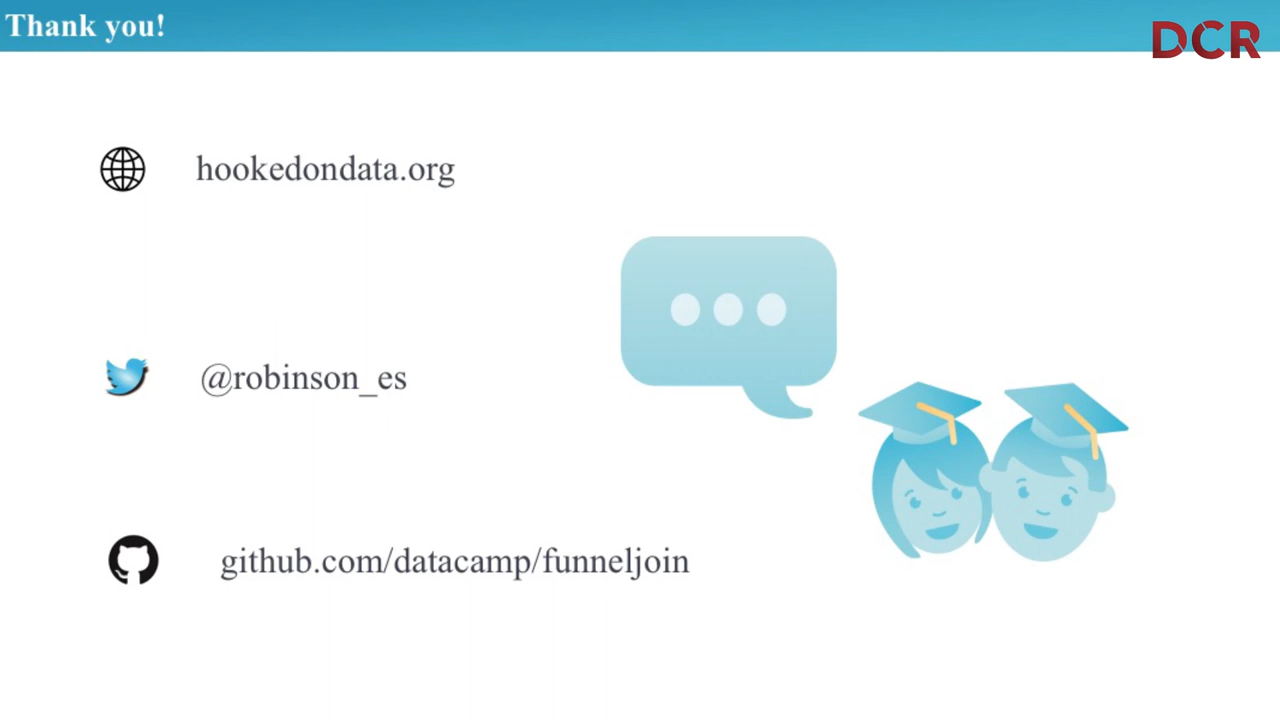 Thank you!
DCR
hookedondata.org
@robinson_es
github.com/datacamp/funneljoin